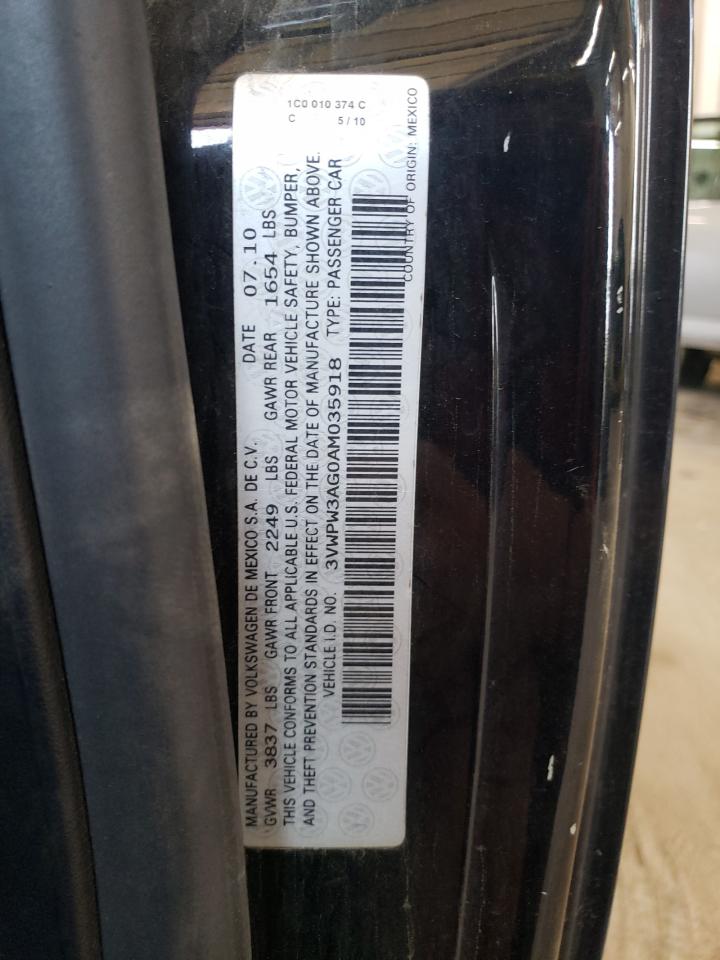 1C0 010 374 C
C 5/10
MANUFACTURED BY VOLKSWAGEN DE MEXICO S.A. DE C.V. DATE 07.10
GVWR 3837 LBS GAWR FRONT 2249 LBS GAWR REAR 1654 LBS
THIS VEHICLE CONFORMS TO ALL APPLICABLE U.S. FEDERAL MOTOR VEHICLE SAFETY, BUMPER,
AND THEFT PREVENTION STANDARDS IN EFFECT ON THE DATE OF MANUFACTURE SHOWN ABOVE.
VEHICLE I.D. NO. 3VWPW3AG0AM035918 TYPE: PASSENGER CAR
COUNTRY OF ORIGIN: MEXICO